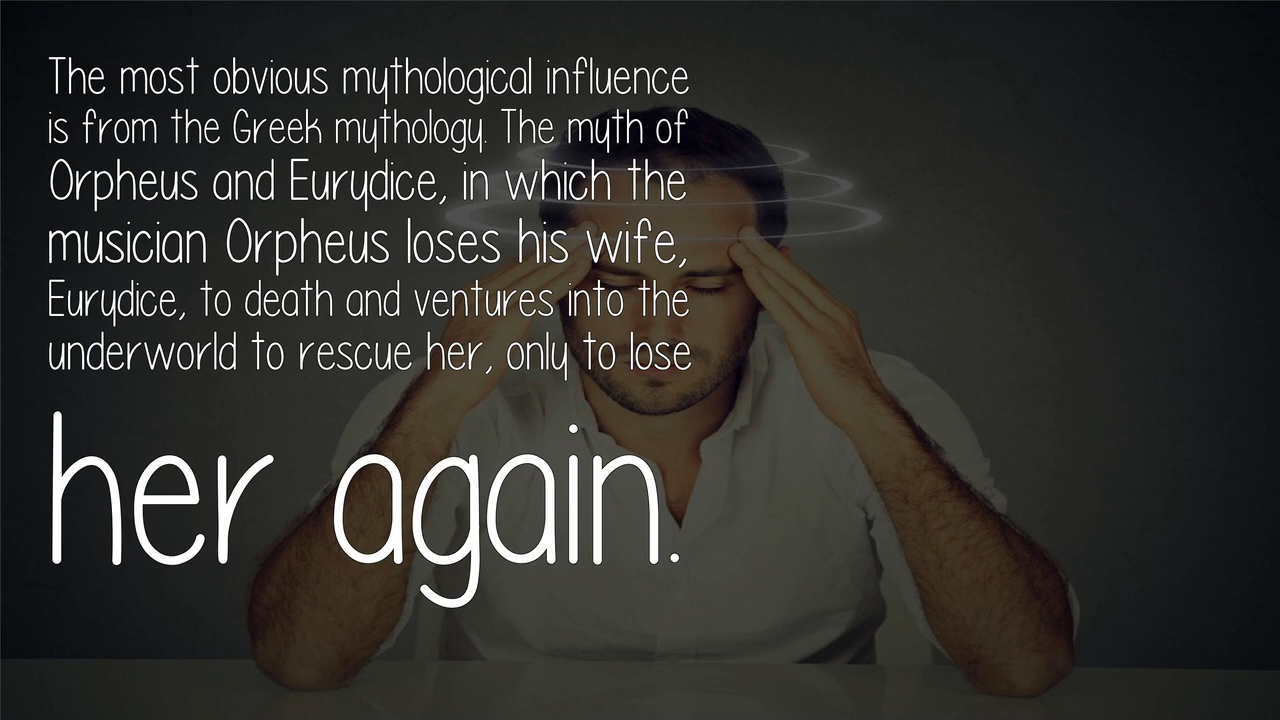 The most obvious mythological influence
is from the Greek mythology. The myth of
Orpheus and Eurydice, in which the
musician Orpheus loses his wife,
Eurydice, to death and ventures into the
underworld to rescue her, only to lose
her again.